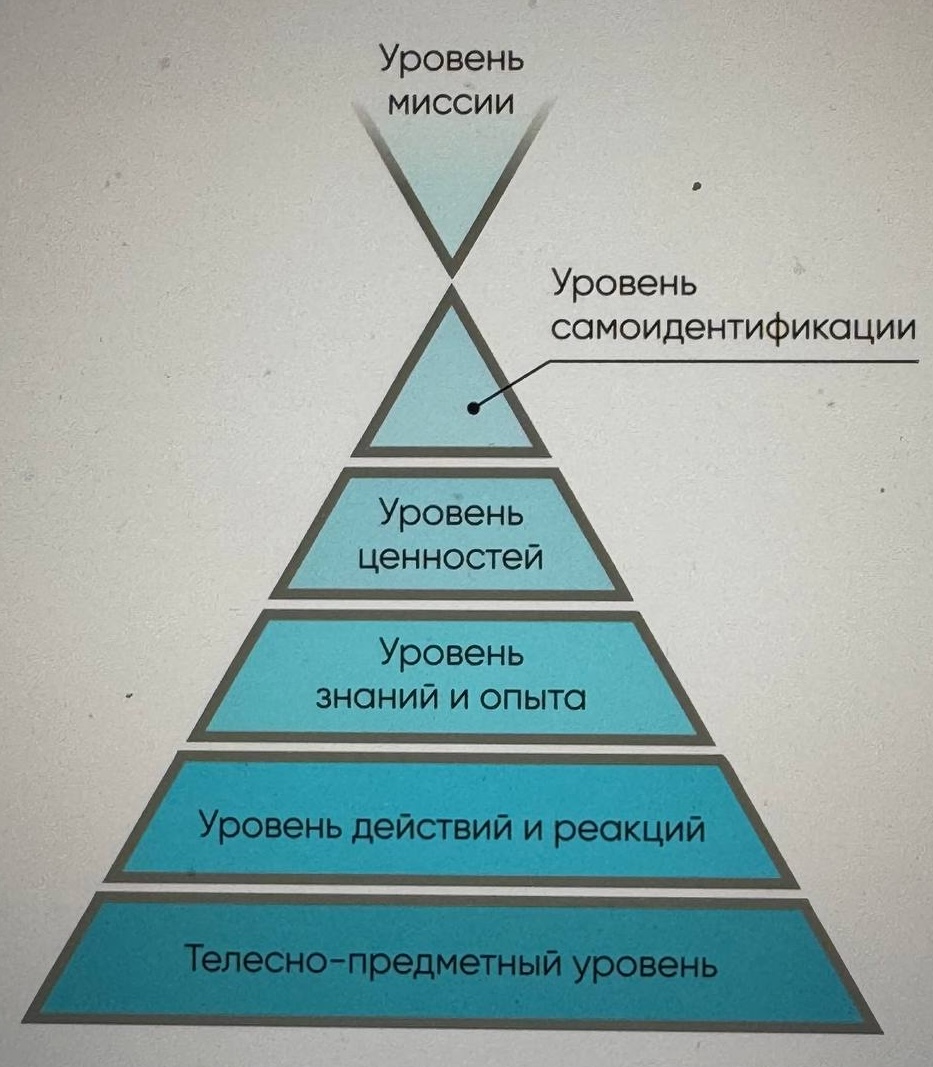 Уровень
миссии
Уровень
самоидентификации
Уровень
ценностей
Уровень
знаний и опыта
Уровень действий и реакций
Телесно-предметный уровень